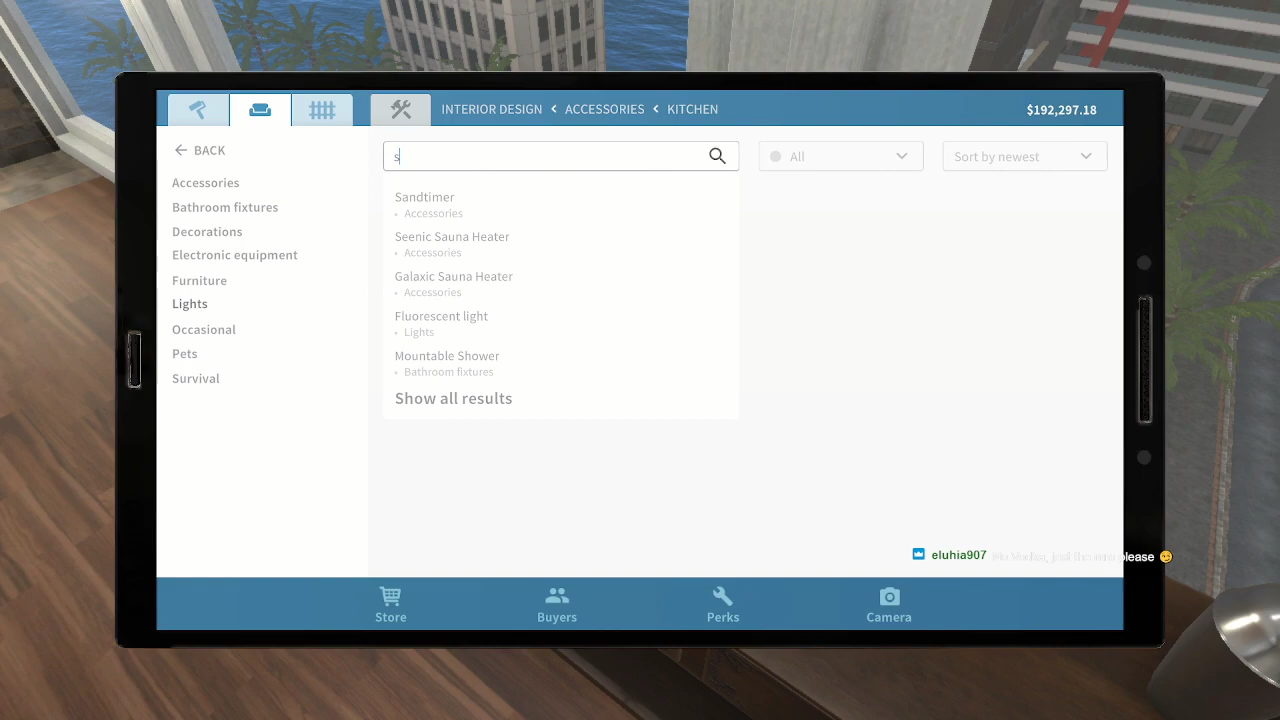 INTERIOR DESIGN < ACCESSORIES < KITCHEN
$192,297.18
BACK
Accessories
Bathroom fixtures
Decorations
Electronic equipment
Furniture
Lights
Occasional
Pets
Survival
s
All
Sort by newest
Sandtimer
• Accessories
Seenic Sauna Heater
• Accessories
Galaxic Sauna Heater
• Accessories
Fluorescent light
• Lights
Mountable Shower
• Bathroom fixtures
Show all results
eluhia907 just the please 😋
Store
Buyers
Perks
Camera